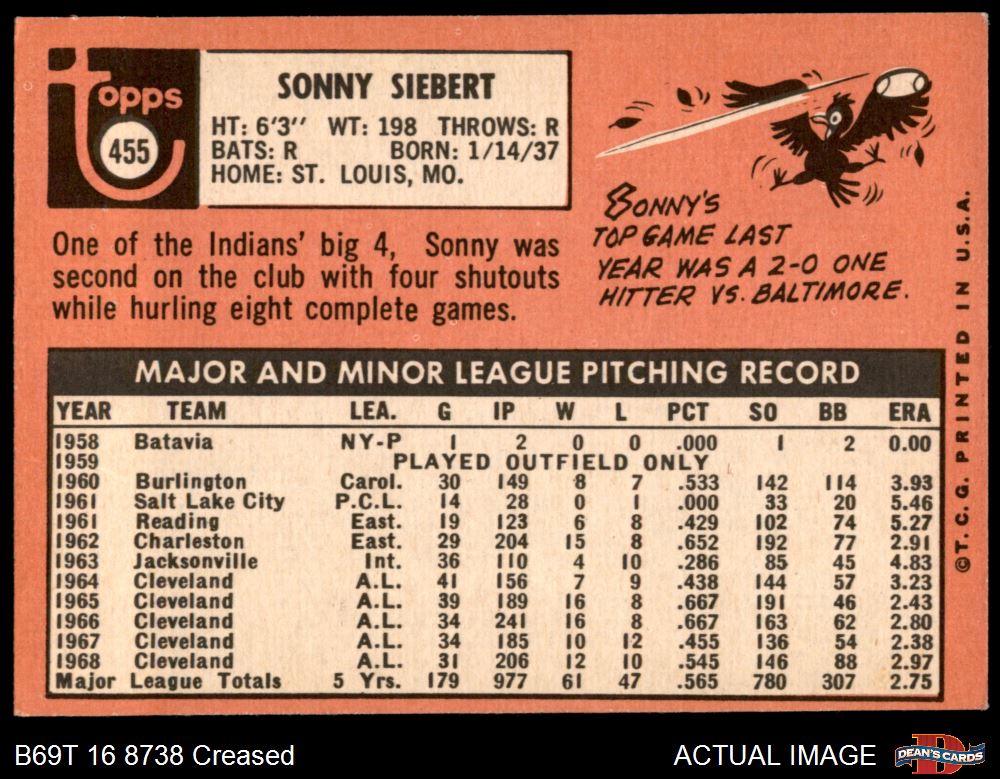 topps
455
SONNY SIEBERT
HT: 6'3'' WT: 198 THROWS: R
BATS: R BORN: 1/14/37
HOME: ST. LOUIS, MO.
One of the Indians' big 4, Sonny was
second on the club with four shutouts
while hurling eight complete games.
SONNY'S
TOP GAME LAST
YEAR WAS A 2-0 ONE
HITTER VS. BALTIMORE.
MAJOR AND MINOR LEAGUE PITCHING RECORD
YEAR TEAM LEA. G IP W L PCT SO BB ERA
1958 Batavia NY-P 1 2 0 0 .000 1 2 0.00
1959 PLAYED OUTFIELD ONLY
1960 Burlington Carol. 30 149 8 7 .533 142 114 3.93
1961 Salt Lake City P.C.L. 14 28 0 1 .000 33 20 5.46
1961 Reading East. 19 123 6 8 .429 102 74 5.27
1962 Charleston East. 29 204 15 8 .652 192 77 2.91
1963 Jacksonville Int. 36 110 4 10 .286 85 45 4.83
1964 Cleveland A.L. 41 156 7 9 .438 144 57 3.23
1965 Cleveland A.L. 39 189 16 8 .667 191 46 2.43
1966 Cleveland A.L. 34 241 16 8 .667 163 62 2.80
1967 Cleveland A.L. 34 185 10 12 .455 136 54 2.38
1968 Cleveland A.L. 31 206 12 10 .545 146 88 2.97
Major League Totals 5 Yrs. 179 977 61 47 .565 780 307 2.75
©T.C.G. PRINTED IN U.S.A.
B69T 16 8738 Creased
ACTUAL IMAGE
DEAN'S CARDS